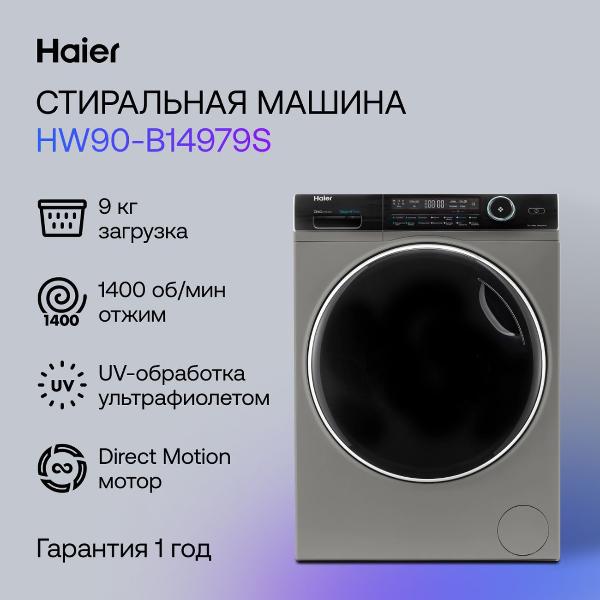 Haier
СТИРАЛЬНАЯ МАШИНА
HW90-B14979S
9 кг
загрузка
1400 об/мин
отжим
1400
UV-обработка
ультрафиолетом
UV
Direct Motion
мотор
Гарантия 1 год
Haier